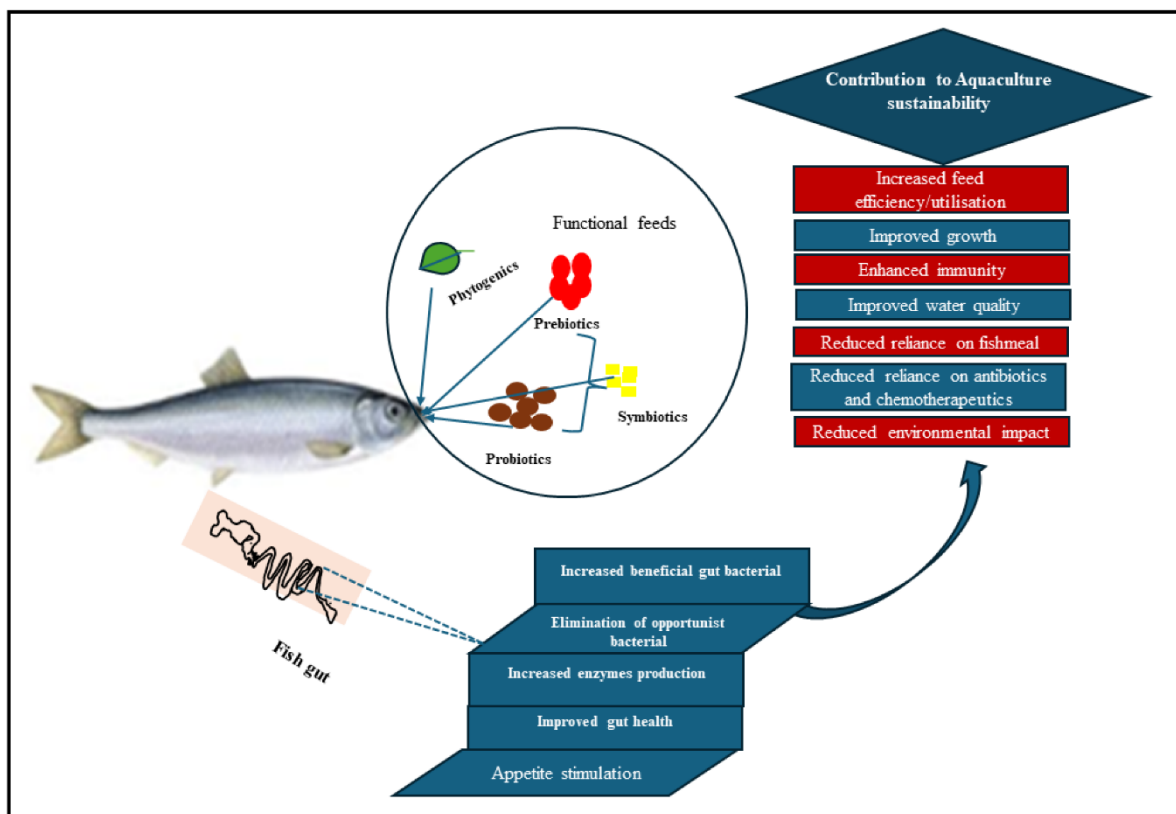 Contribution to Aquaculture
sustainability
Increased feed
efficiency/utilisation
Improved growth
Enhanced immunity
Improved water quality
Reduced reliance on fishmeal
Reduced reliance on antibiotics
and chemotherapeutics
Reduced environmental impact
Functional feeds
Phytogenics
Prebiotics
Symbiotics
Probiotics
Fish gut
Increased beneficial gut bacterial
Elimination of opportunist
bacterial
Increased enzymes production
Improved gut health
Appetite stimulation